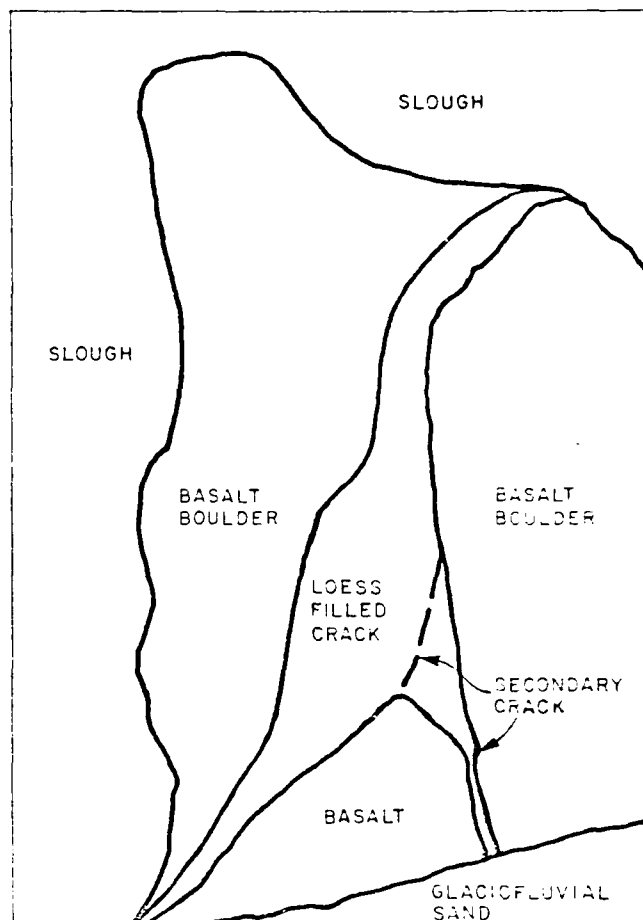 SLOUGH
SLOUGH
BASALT
BOULDER
BASALT
BOULDER
LOESS
FILLED
CRACK
SECONDARY
CRACK
BASALT
GLACIOFLUVIAL
SAND